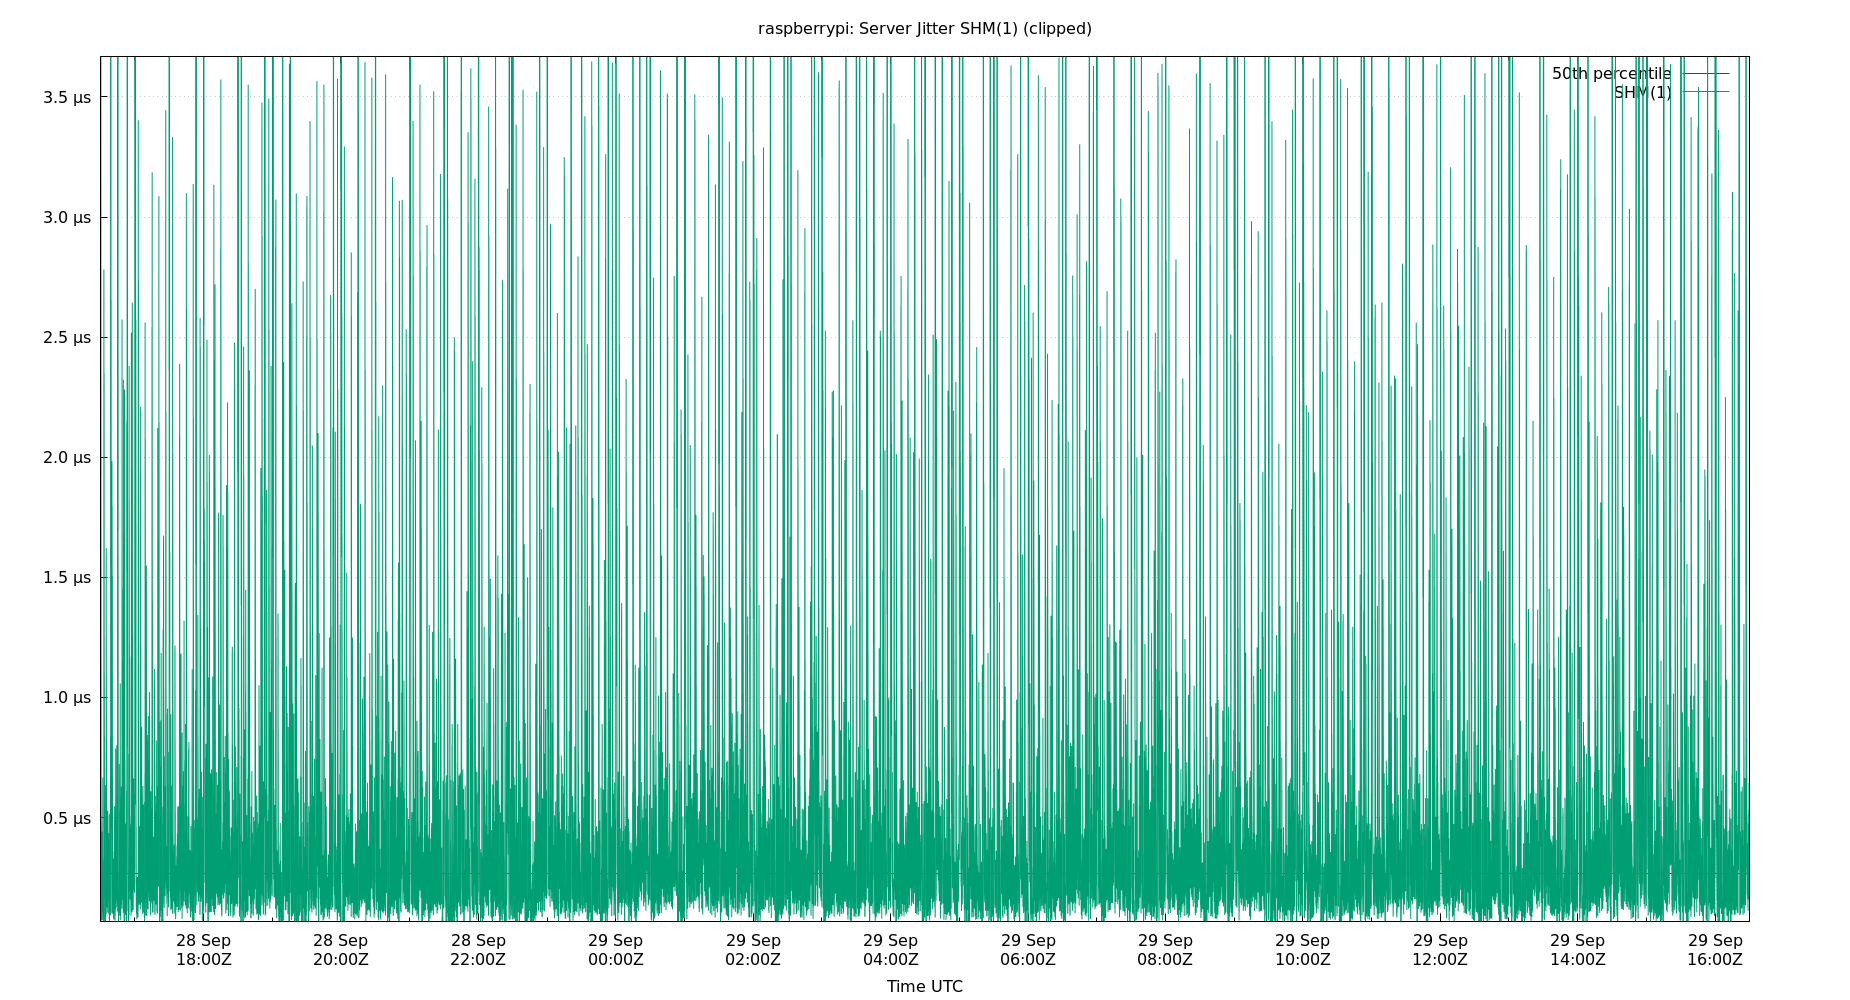 raspberrypi: Server Jitter SHM(1) (clipped)
50th percentile
SHM(1)
3.5 µs
3.0 µs
2.5 µs
2.0 µs
1.5 µs
1.0 µs
0.5 µs
28 Sep 28 Sep 28 Sep 29 Sep 29 Sep 29 Sep 29 Sep 29 Sep 29 Sep 29 Sep 29 Sep 29 Sep
18:00Z 20:00Z 22:00Z 00:00Z 02:00Z 04:00Z 06:00Z 08:00Z 10:00Z 12:00Z 14:00Z 16:00Z
Time UTC